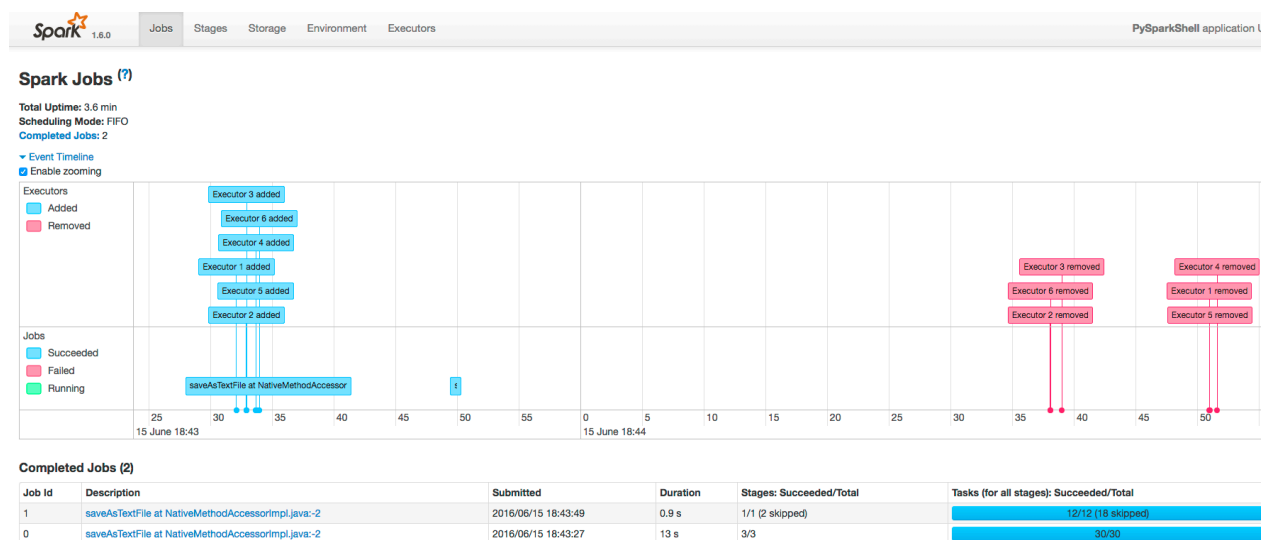 Spark 1.6.0 Jobs Stages Storage Environment Executors PySparkShell application U
Spark Jobs (?)
Total Uptime: 3.6 min
Scheduling Mode: FIFO
Completed Jobs: 2
Event Timeline
Enable zooming
Executors
Added
Removed
Executor 3 added
Executor 6 added
Executor 4 added
Executor 1 added
Executor 5 added
Executor 2 added
Executor 3 removed
Executor 6 removed
Executor 2 removed
Executor 4 removed
Executor 1 removed
Executor 5 removed
Jobs
Succeeded
Failed
Running
saveAsTextFile at NativeMethodAccessor
s
25 30 35 40 45 50 55 0 5 10 15 20 25 30 35 40 45 50
15 June 18:43 15 June 18:44
Completed Jobs (2)
Job Id Description Submitted Duration Stages: Succeeded/Total Tasks (for all stages): Succeeded/Total
1 saveAsTextFile at NativeMethodAccessorImpl.java:-2 2016/06/15 18:43:49 0.9 s 1/1 (2 skipped) 12/12 (18 skipped)
0 saveAsTextFile at NativeMethodAccessorImpl.java:-2 2016/06/15 18:43:27 13 s 3/3 30/30